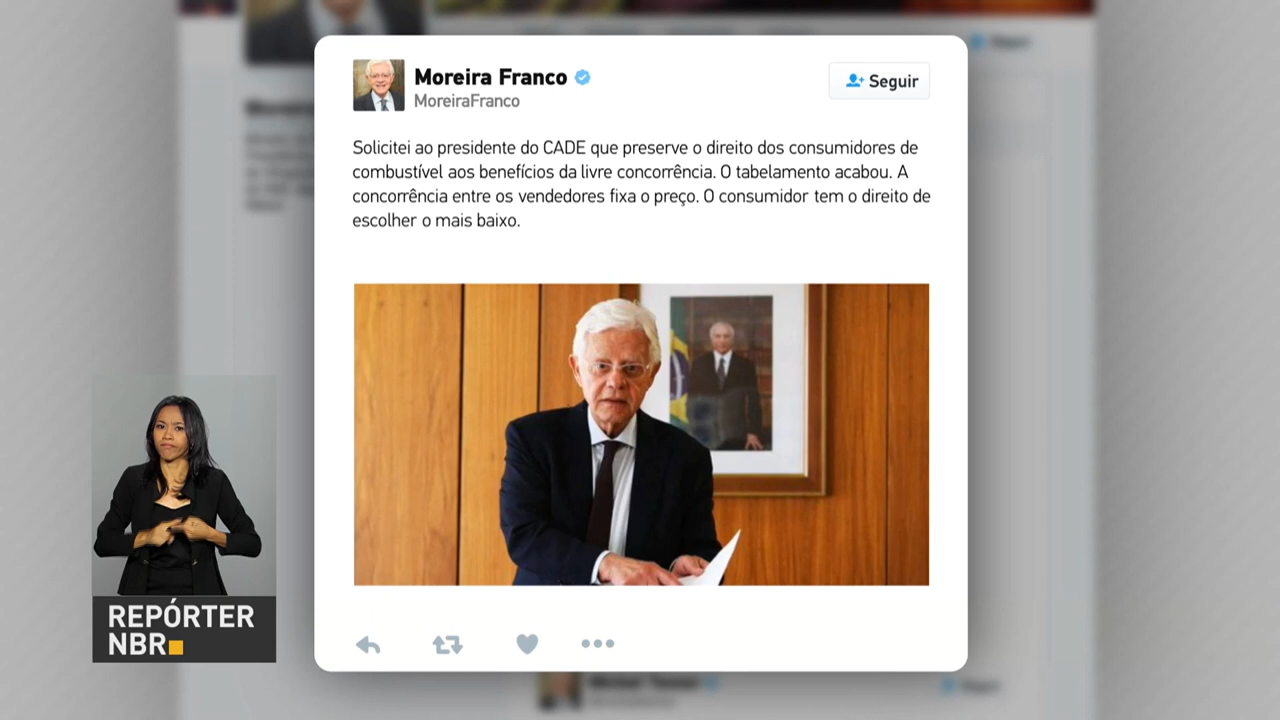 Moreira Franco
MoreiraFranco
Seguir
Solicitei ao presidente do CADE que preserve o direito dos consumidores de
combustível aos benefícios da livre concorrência. O tabelamento acabou. A
concorrência entre os vendedores fixa o preço. O consumidor tem o direito de
escolher o mais baixo.
REPÓRTER
NBR